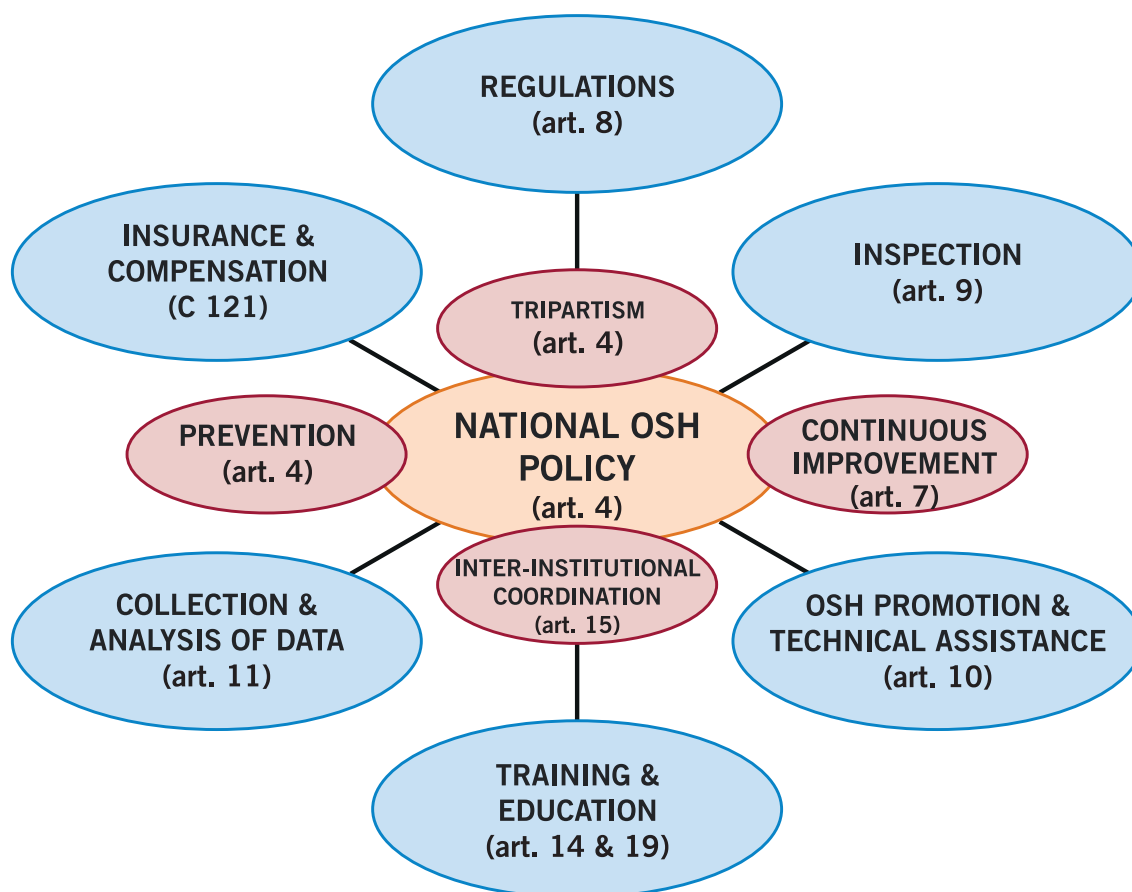 REGULATIONS
(art. 8)
INSURANCE &
COMPENSATION
(C 121)
INSPECTION
(art. 9)
TRIPARTISM
(art. 4)
PREVENTION
(art. 4)
NATIONAL OSH
POLICY
(art. 4)
CONTINUOUS
IMPROVEMENT
(art. 7)
INTER-INSTITUTIONAL
COORDINATION
(art. 15)
COLLECTION &
ANALYSIS OF DATA
(art. 11)
OSH PROMOTION &
TECHNICAL ASSISTANCE
(art. 10)
TRAINING &
EDUCATION
(art. 14 & 19)